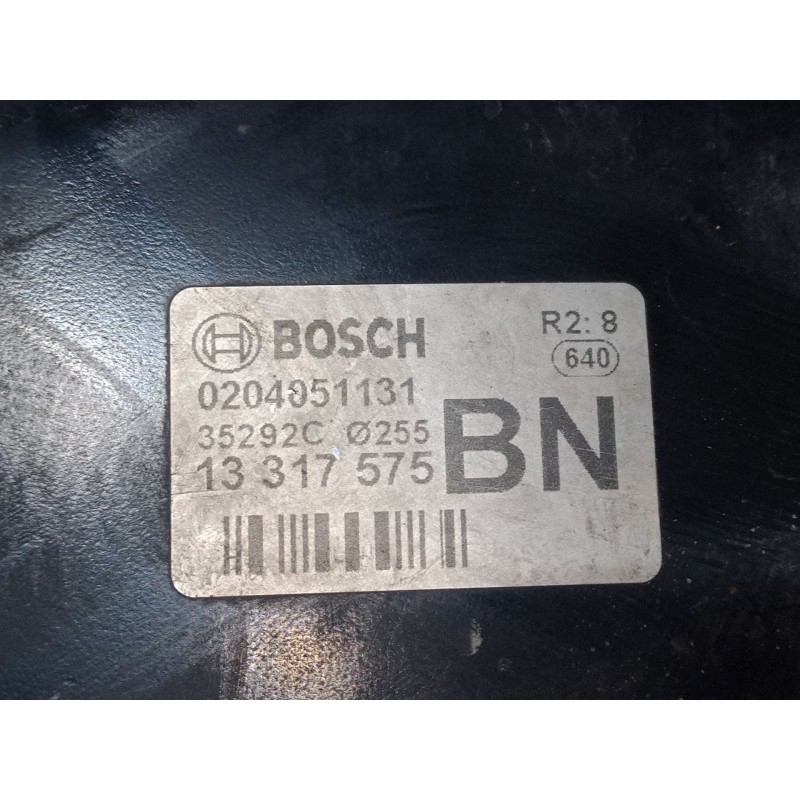 BOSCH R2: 8
640
0204051131
35292C Ø255
13 317 575 BN